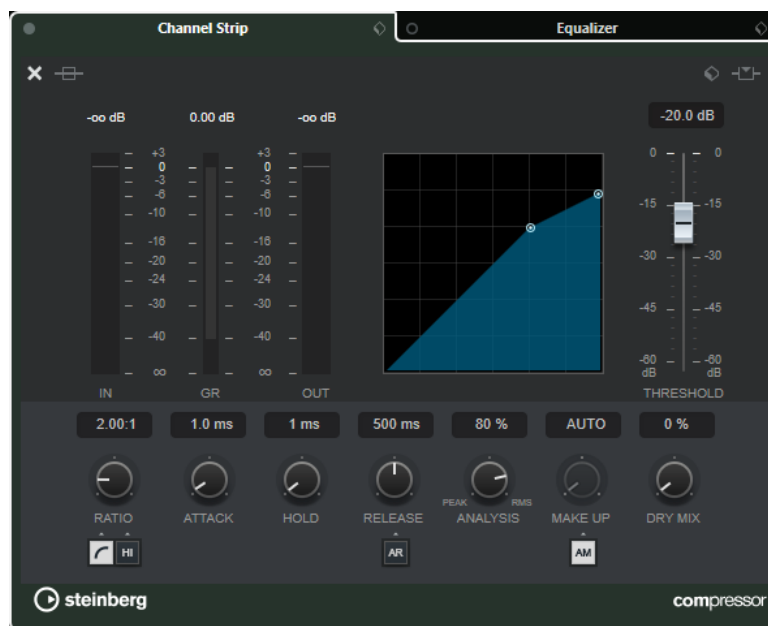 Channel Strip
Equalizer
-oo dB 0.00 dB -oo dB -20.0 dB
+3 +3
0 0 0 0
-3 -3
-6 -6
-10 -10
-15 -15
-16 -16
-20 -20
-24 -24
-30 -30 -30 -30
-40 -40
-45 -45
∞ ∞ -60 -60
dB dB
IN GR OUT THRESHOLD
2.00:1 1.0 ms 1 ms 500 ms 80 % AUTO 0 %
PEAK RMS
RATIO ATTACK HOLD RELEASE ANALYSIS MAKE UP DRY MIX
HI AR AM
steinberg compressor